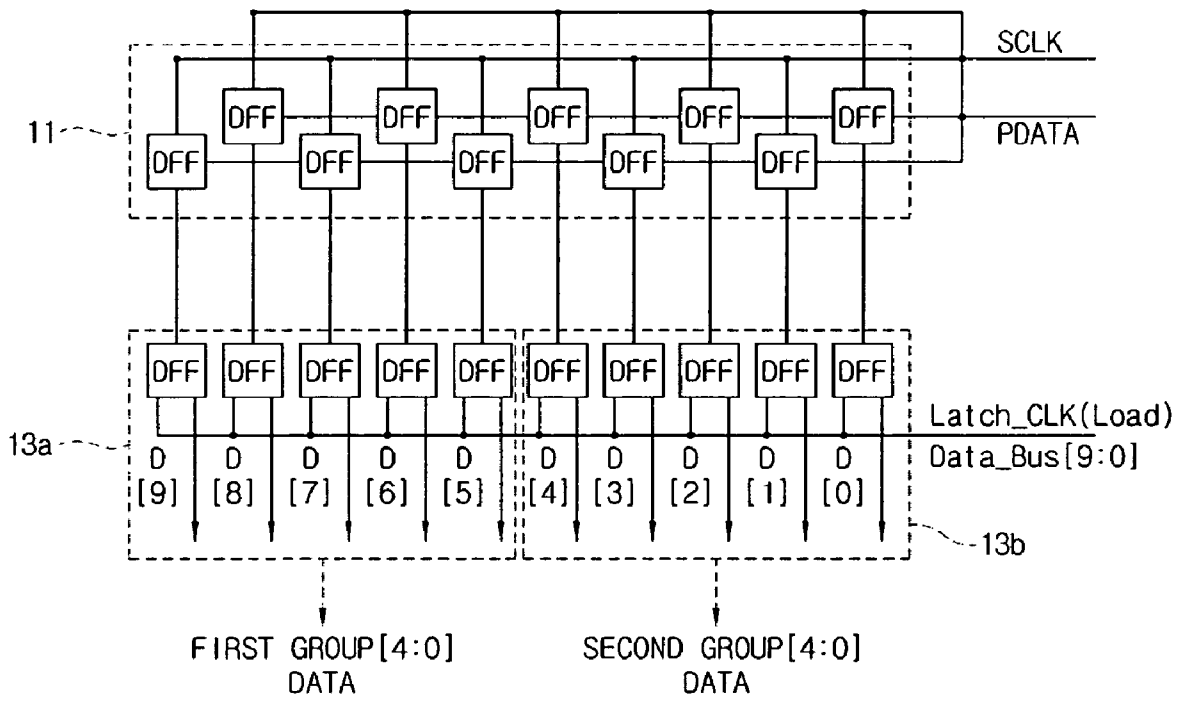 SCLK
DFF DFF DFF DFF DFF
PDATA
11
DFF DFF DFF DFF DFF
DFF DFF DFF DFF DFF DFF DFF DFF DFF DFF
Latch_CLK(Load)
13a
D D D D D D D D D D
Data_Bus[9:0]
[9] [8] [7] [6] [5] [4] [3] [2] [1] [0]
13b
FIRST GROUP[4:0]
DATA
SECOND GROUP[4:0]
DATA